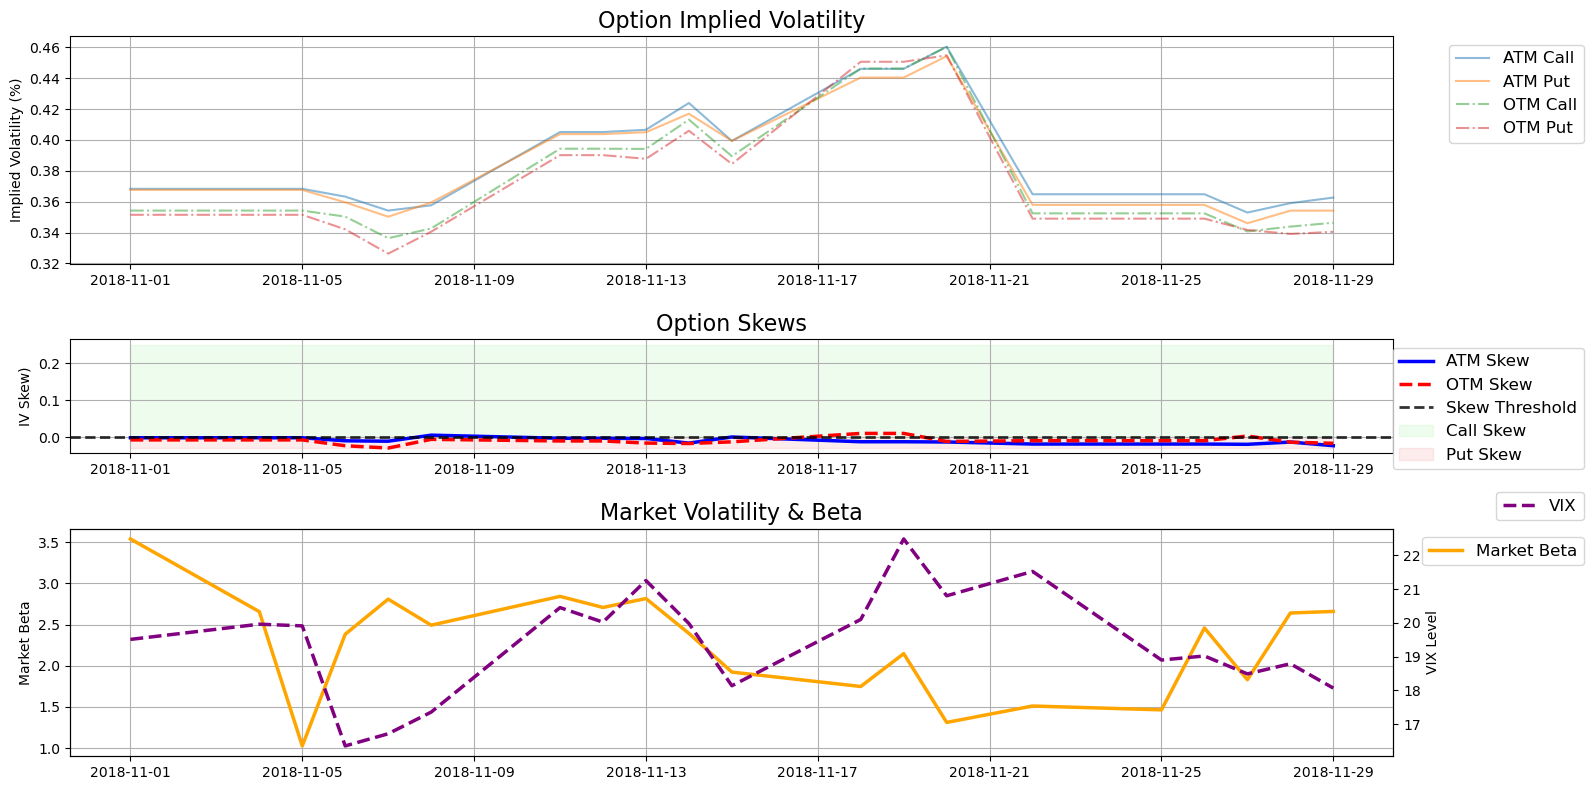 Option Implied Volatility
Implied Volatility (%)
0.46
0.44
0.42
0.40
0.38
0.36
0.34
0.32
2018-11-01 2018-11-05 2018-11-09 2018-11-13 2018-11-17 2018-11-21 2018-11-25 2018-11-29
ATM Call
ATM Put
OTM Call
OTM Put
Option Skews
IV Skew)
0.2
0.1
0.0
2018-11-01 2018-11-05 2018-11-09 2018-11-13 2018-11-17 2018-11-21 2018-11-25 2018-11-29
ATM Skew
OTM Skew
Skew Threshold
Call Skew
Put Skew
Market Volatility & Beta
Market Beta
3.5
3.0
2.5
2.0
1.5
1.0
2018-11-01 2018-11-05 2018-11-09 2018-11-13 2018-11-17 2018-11-21 2018-11-25 2018-11-29
22
21
20
19
18
17
VIX Level
VIX
Market Beta